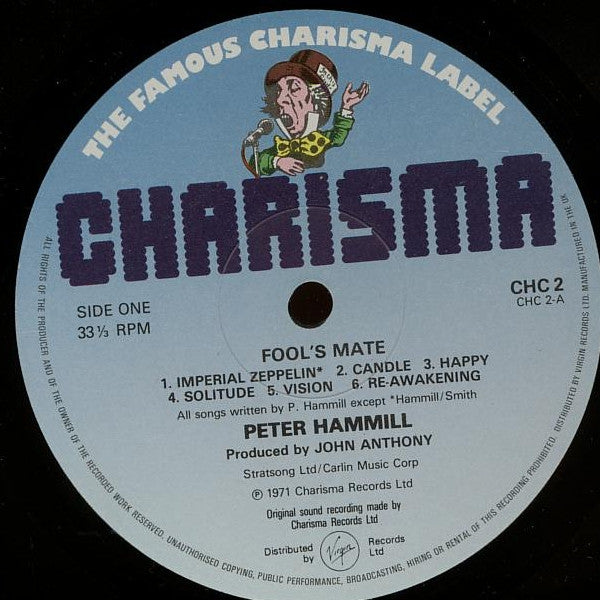 THE FAMOUS CHARISMA LABEL
CHARISMA
SIDE ONE
33 ⅓ RPM
CHC 2
CHC 2-A
FOOL'S MATE
1. IMPERIAL ZEPPELIN* 2. CANDLE 3. HAPPY
4. SOLITUDE 5. VISION 6. RE-AWAKENING
All songs written by P. Hammill except *Hammill/Smith
PETER HAMMILL
Produced by JOHN ANTHONY
Stratsong Ltd/Carlin Music Corp
Ⓟ 1971 Charisma Records Ltd
Original sound recording made by
Charisma Records Ltd
Distributed by Virgin Records Ltd
ALL RIGHTS OF THE PRODUCER AND OF THE OWNER OF THE RECORDED WORK RESERVED. UNAUTHORISED COPYING, PUBLIC PERFORMANCE, BROADCASTING, HIRING OR RENTAL OF THIS RECORDING PROHIBITED. DISTRIBUTED BY VIRGIN RECORDS LTD. MANUFACTURED IN THE UK